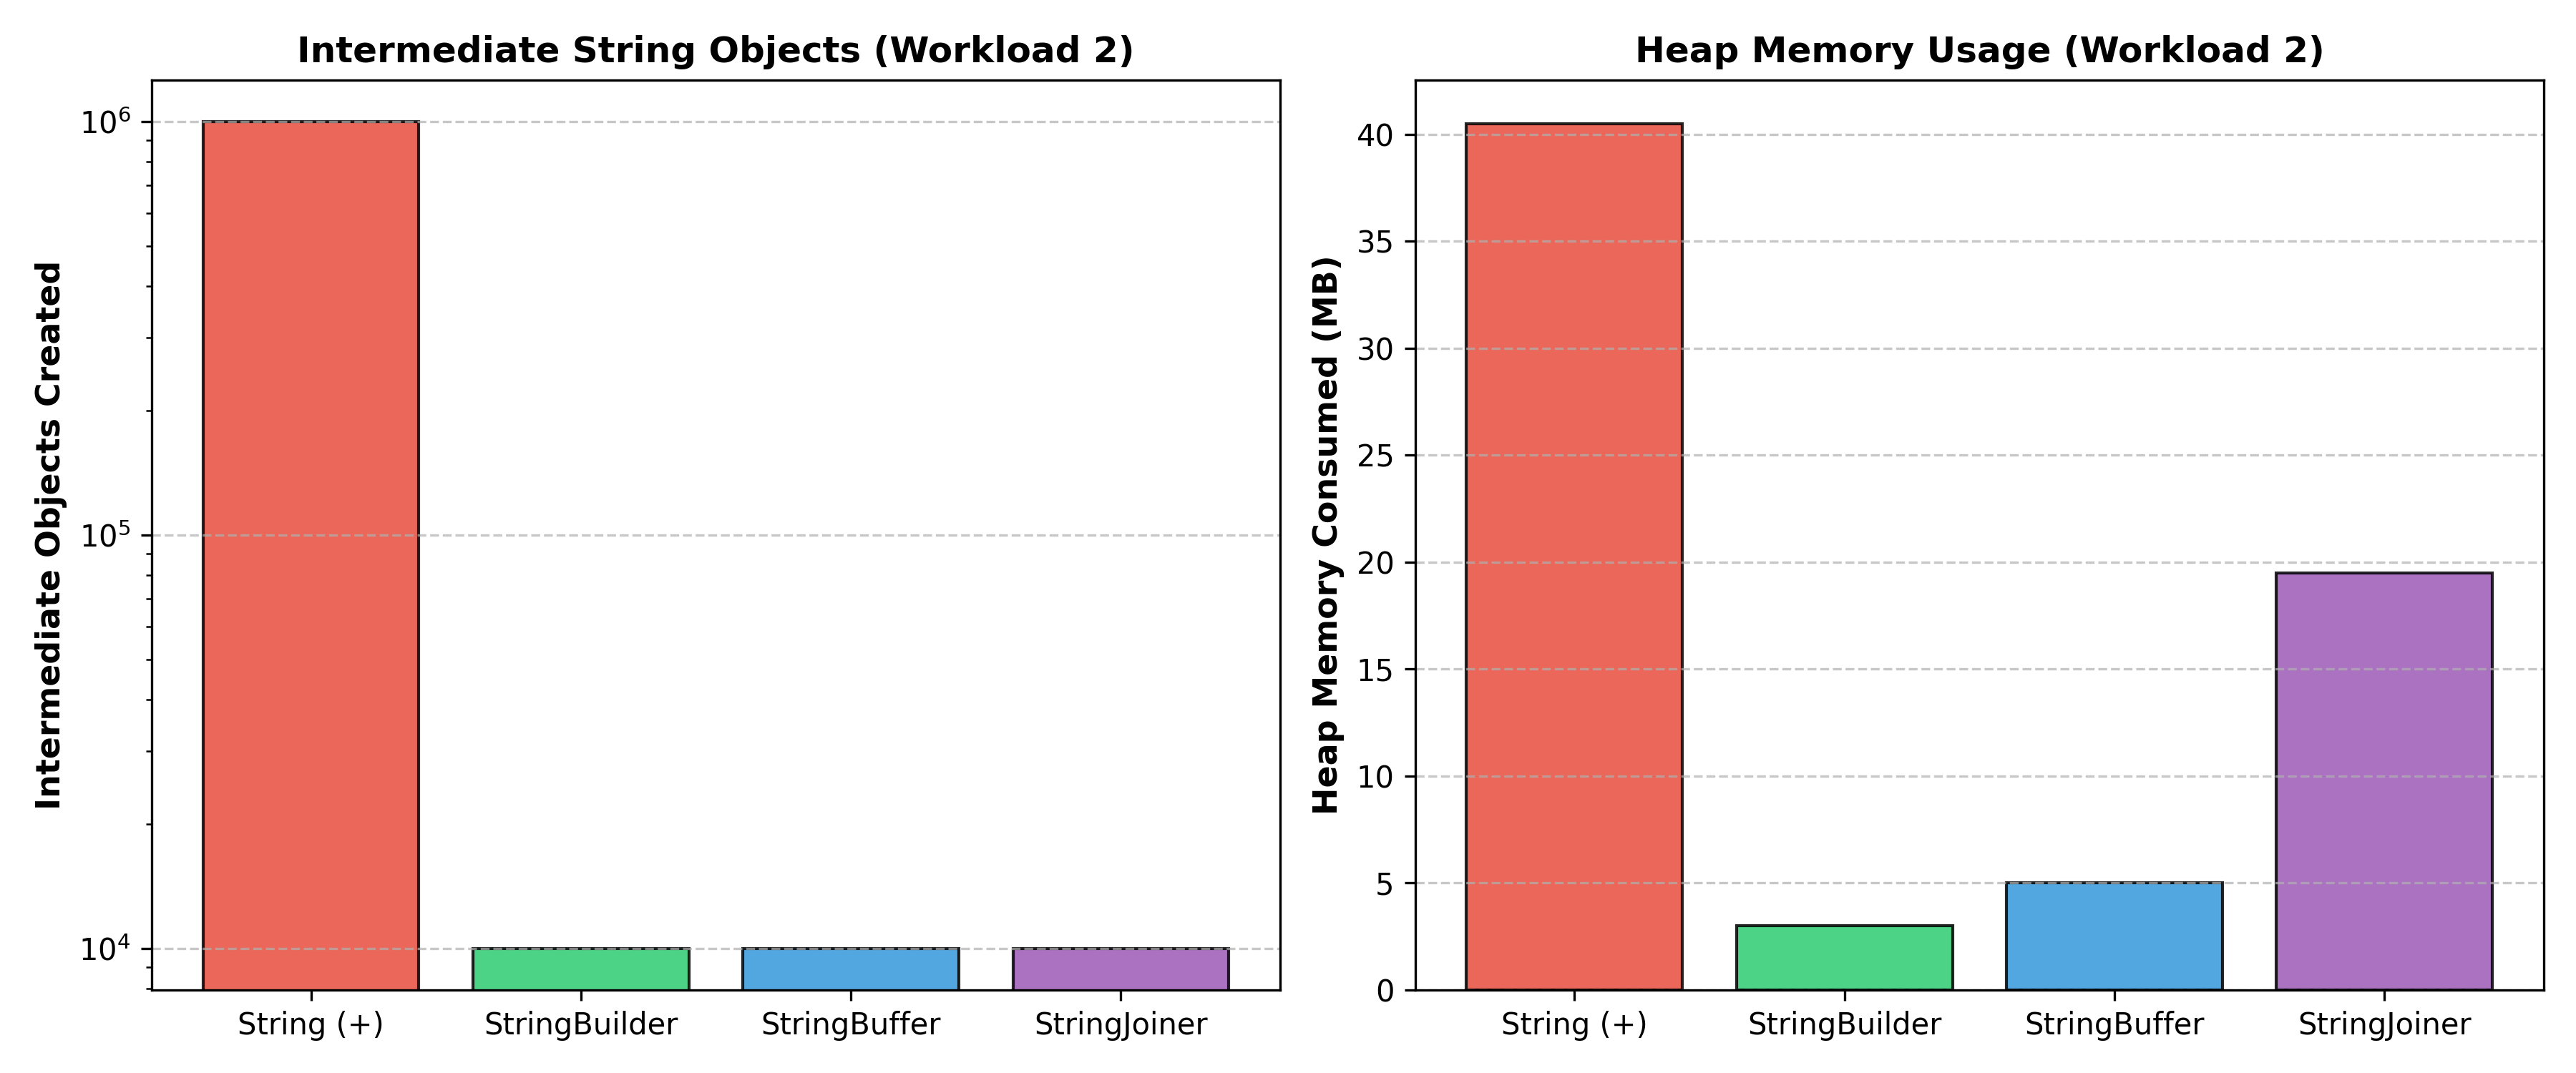 Intermediate String Objects (Workload 2)
Intermediate Objects Created
10⁶
10⁵
10⁴
String (+)
StringBuilder
StringBuffer
StringJoiner
Heap Memory Usage (Workload 2)
Heap Memory Consumed (MB)
40
35
30
25
20
15
10
5
0
String (+)
StringBuilder
StringBuffer
StringJoiner